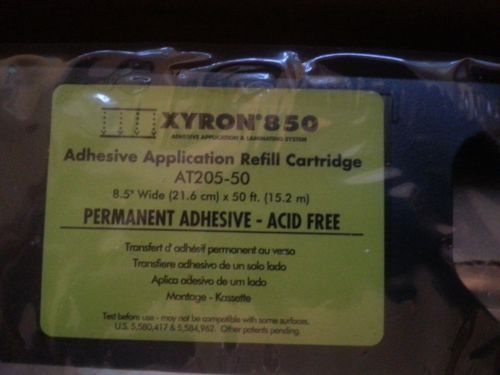 XYRON®850
ADHESIVE APPLICATION & LAMINATING SYSTEM
Adhesive Application Refill Cartridge
AT205-50
8.5" Wide (21.6 cm) x 50 ft. (15.2 m)
PERMANENT ADHESIVE - ACID FREE
Transfert d'adhésif permanent au verso
Transfiere adhesivo de un solo lado
Aplica adesivo de um lado
Montage - Kassette
Test before use - may not be compatible with some surfaces.
U.S. 5,580,417 & 5,584,962. Other patents pending.